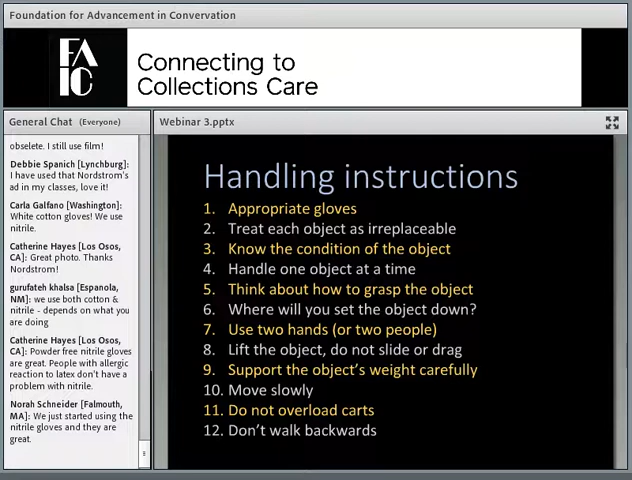 Foundation for Advancement in Convervation
FA
IC
Connecting to
Collections Care
General Chat (Everyone)
obselete. I still use film!
Debbie Spanich [Lynchburg]:
I have used that Nordstrom's
ad in my classes, love it!
Carla Galfano [Washington]:
White cotton gloves! We use
nitrile.
Catherine Hayes [Los Osos,
CA]: Great photo. Thanks
Nordstrom!
gurufateh khalsa [Espanola,
NM]: we use both cotton &
nitrile - depends on what you
are doing
Catherine Hayes [Los Osos,
CA]: Powder free nitrile gloves
are great. People with allergic
reaction to latex don't have a
problem with nitrile.
Norah Schneider [Falmouth,
MA]: We just started using the
nitrile gloves and they are
great.
Webinar 3.pptx
Handling instructions
1. Appropriate gloves
2. Treat each object as irreplaceable
3. Know the condition of the object
4. Handle one object at a time
5. Think about how to grasp the object
6. Where will you set the object down?
7. Use two hands (or two people)
8. Lift the object, do not slide or drag
9. Support the object's weight carefully
10. Move slowly
11. Do not overload carts
12. Don't walk backwards